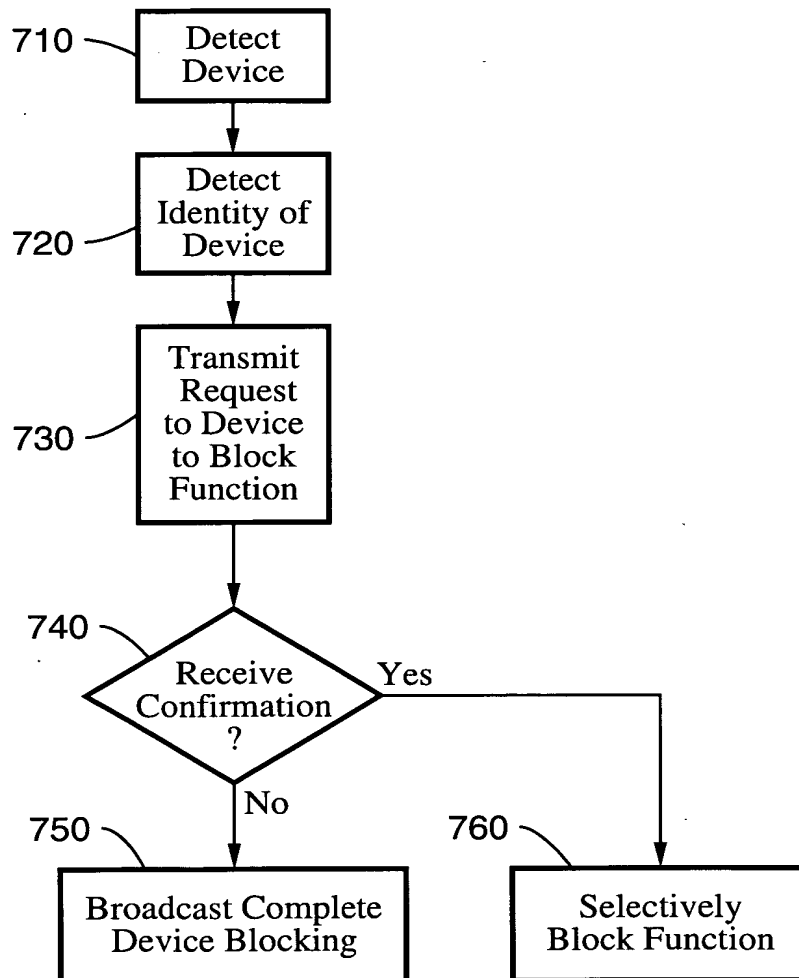 710
Detect
Device
720
Detect
Identity of
Device
730
Transmit
Request
to Device
to Block
Function
740
Receive
Confirmation
?
Yes
No
750
Broadcast Complete
Device Blocking
760
Selectively
Block Function